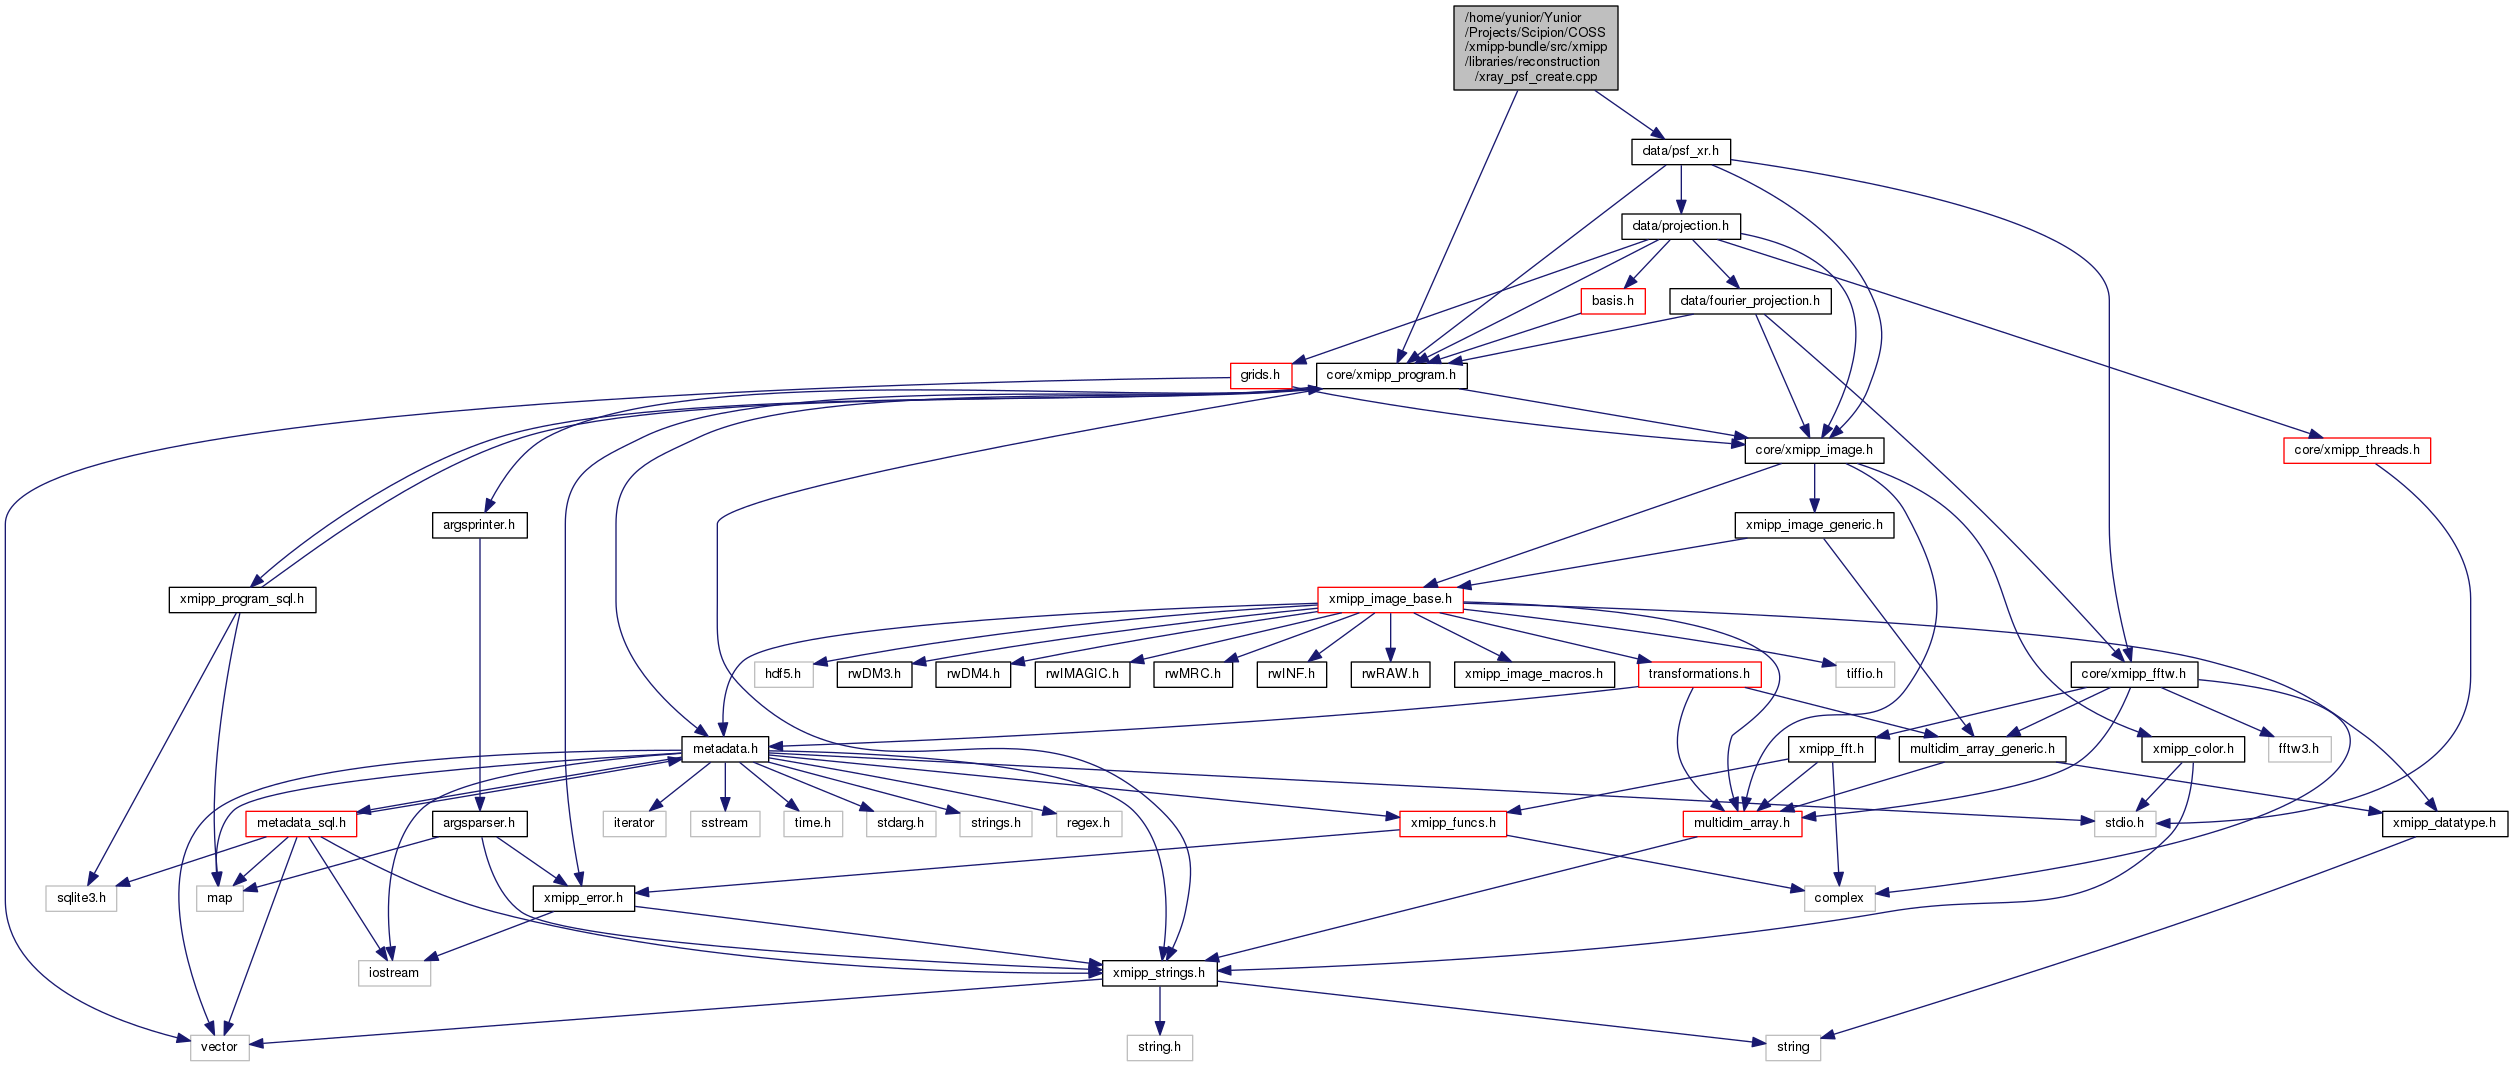 /home/yunior/Yunior
/Projects/Scipion/COSS
/xmipp-bundle/src/xmipp
/libraries/reconstruction
/xray_psf_create.cpp
data/psf_xr.h
data/projection.h
basis.h
data/fourier_projection.h
grids.h
core/xmipp_program.h
core/xmipp_image.h
core/xmipp_threads.h
argsprinter.h
xmipp_image_generic.h
xmipp_program_sql.h
xmipp_image_base.h
hdf5.h
rwDM3.h
rwDM4.h
rwIMAGIC.h
rwMRC.h
rwINF.h
rwRAW.h
xmipp_image_macros.h
transformations.h
tiffio.h
core/xmipp_fftw.h
metadata.h
xmipp_fft.h
multidim_array_generic.h
xmipp_color.h
fftw3.h
metadata_sql.h
argsparser.h
iterator
sstream
time.h
stdarg.h
strings.h
regex.h
xmipp_funcs.h
multidim_array.h
stdio.h
xmipp_datatype.h
sqlite3.h
map
xmipp_error.h
complex
iostream
xmipp_strings.h
vector
string.h
string